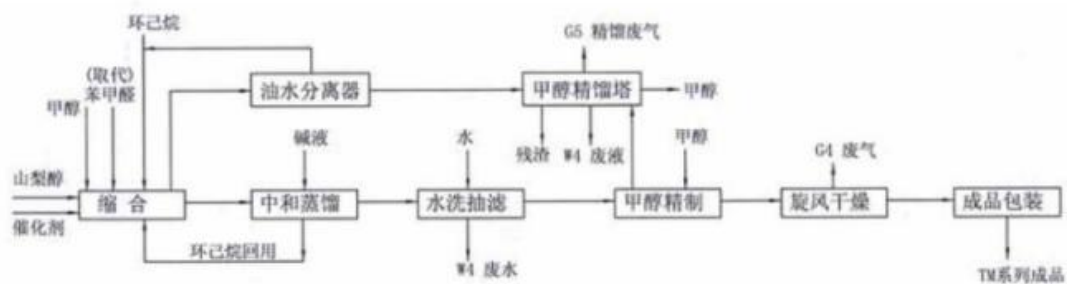 环己烷
G5 精馏废气
(取代)
苯甲醛
甲醇
油水分离器
甲醇精馏塔
甲醇
碱液
水
残渣
W4 废液
甲醇
G4 废气
山梨醇
催化剂
缩 合
中和蒸馏
水洗抽滤
甲醇精制
旋风干燥
成品包装
环己烷回用
W4 废水
TM系列成品